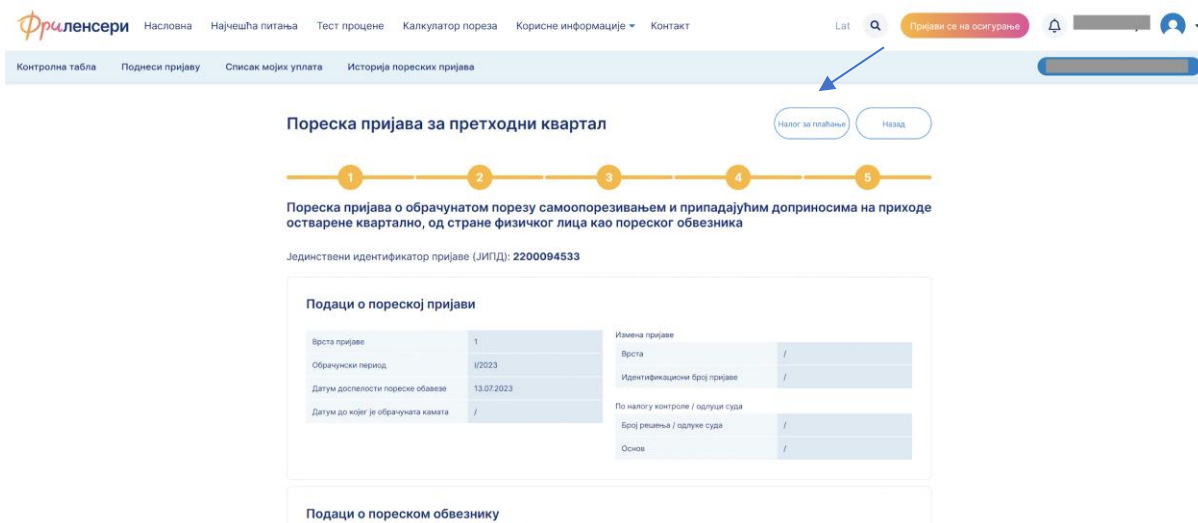 Фриленсери Насловна Најчешћа питања Тест процене Калкулатор пореза Корисне информације Контакт Lat Пријави се на осигурање
Контролна табла Поднеси пријаву Списак мојих уплата Историја пореских пријава
Пореска пријава за претходни квартал Налог за плаћање Назад
1 2 3 4 5
Пореска пријава о обрачунатом порезу самоопорезивањем и припадајућим доприносима на приходе
остварене квартално, од стране физичког лица као пореског обвезника
Јединствени идентификатор пријаве (ЈИПД): 2200094533
Подаци о пореској пријави
Врста пријаве 1
Обрачунски период I/2023
Датум доспелости пореске обавезе 13.07.2023
Датум до којег је обрачуната камата /
Измена пријаве
Врста /
Идентификациони број пријаве /
По налогу контроле / одлуци суда
Број решења / одлуке суда /
Основ /
Подаци о пореском обвезнику